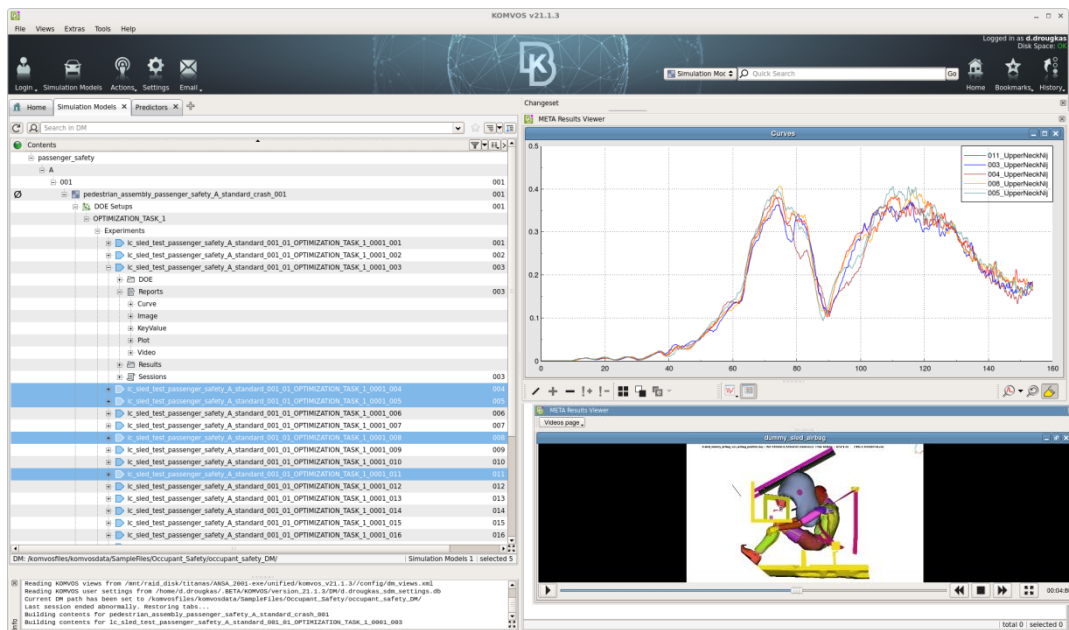 KOMVOS v21.1.3
File Views Extras Tools Help
Logged in as d.drougkas
Disk Space: OK
Login Simulation Models Actions Settings Email
Simulation Moc Quick Search Go
Home Bookmarks History
Home Simulation Models Predictors
Search in DM
Contents
passenger_safety
A
001 001
pedestrian_assembly_passenger_safety_A_standard_crash_001 001
DOE Setups 001
OPTIMIZATION_TASK_1
Experiments
lc_sled_test_passenger_safety_A_standard_001_01_OPTIMIZATION_TASK_1_0001_001 001
lc_sled_test_passenger_safety_A_standard_001_01_OPTIMIZATION_TASK_1_0001_002 002
lc_sled_test_passenger_safety_A_standard_001_01_OPTIMIZATION_TASK_1_0001_003 003
DOE
Reports 003
Curve
Image
KeyValue
Plot
Video
Results
Sessions 003
lc_sled_test_passenger_safety_A_standard_001_01_OPTIMIZATION_TASK_1_0001_004 004
lc_sled_test_passenger_safety_A_standard_001_01_OPTIMIZATION_TASK_1_0001_005 005
lc_sled_test_passenger_safety_A_standard_001_01_OPTIMIZATION_TASK_1_0001_006 006
lc_sled_test_passenger_safety_A_standard_001_01_OPTIMIZATION_TASK_1_0001_007 007
lc_sled_test_passenger_safety_A_standard_001_01_OPTIMIZATION_TASK_1_0001_008 008
lc_sled_test_passenger_safety_A_standard_001_01_OPTIMIZATION_TASK_1_0001_009 009
lc_sled_test_passenger_safety_A_standard_001_01_OPTIMIZATION_TASK_1_0001_010 010
lc_sled_test_passenger_safety_A_standard_001_01_OPTIMIZATION_TASK_1_0001_011 011
lc_sled_test_passenger_safety_A_standard_001_01_OPTIMIZATION_TASK_1_0001_012 012
lc_sled_test_passenger_safety_A_standard_001_01_OPTIMIZATION_TASK_1_0001_013 013
lc_sled_test_passenger_safety_A_standard_001_01_OPTIMIZATION_TASK_1_0001_014 014
lc_sled_test_passenger_safety_A_standard_001_01_OPTIMIZATION_TASK_1_0001_015 015
lc_sled_test_passenger_safety_A_standard_001_01_OPTIMIZATION_TASK_1_0001_016 016
DM: /komvosfiles/komvosdata/SampleFiles/Occupant_Safety/occupant_safety_DM/ Simulation Models 1 selected 5
Reading KOMVOS views from /mnt/raid_disk/titanas/ANSA_2001-exe/unified/komvos_v21.1.3//config/dm_views.xml
Reading KOMVOS user settings from /home/d.drougkas/.BETA/KOMVOS/version_21.1.3/DM/d.drougkas_sdm_settings.db
Current DM path has been set to /komvosfiles/komvosdata/SampleFiles/Occupant_Safety/occupant_safety_DM/
Last session ended abnormally. Restoring tabs...
Building contents for pedestrian_assembly_passenger_safety_A_standard_crash_001
Building contents for lc_sled_test_passenger_safety_A_standard_001_01_OPTIMIZATION_TASK_1_0001_003
Info
Changeset
META Results Viewer
Curves
011_UpperNeckNij
003_UpperNeckNij
004_UpperNeckNij
008_UpperNeckNij
005_UpperNeckNij
0.5
0.4
0.3
0.2
0.1
0
0 20 40 60 80 100 120 140 160
META Results Viewer
Videos page
dummy_sled_airbag
total 0 selected 0